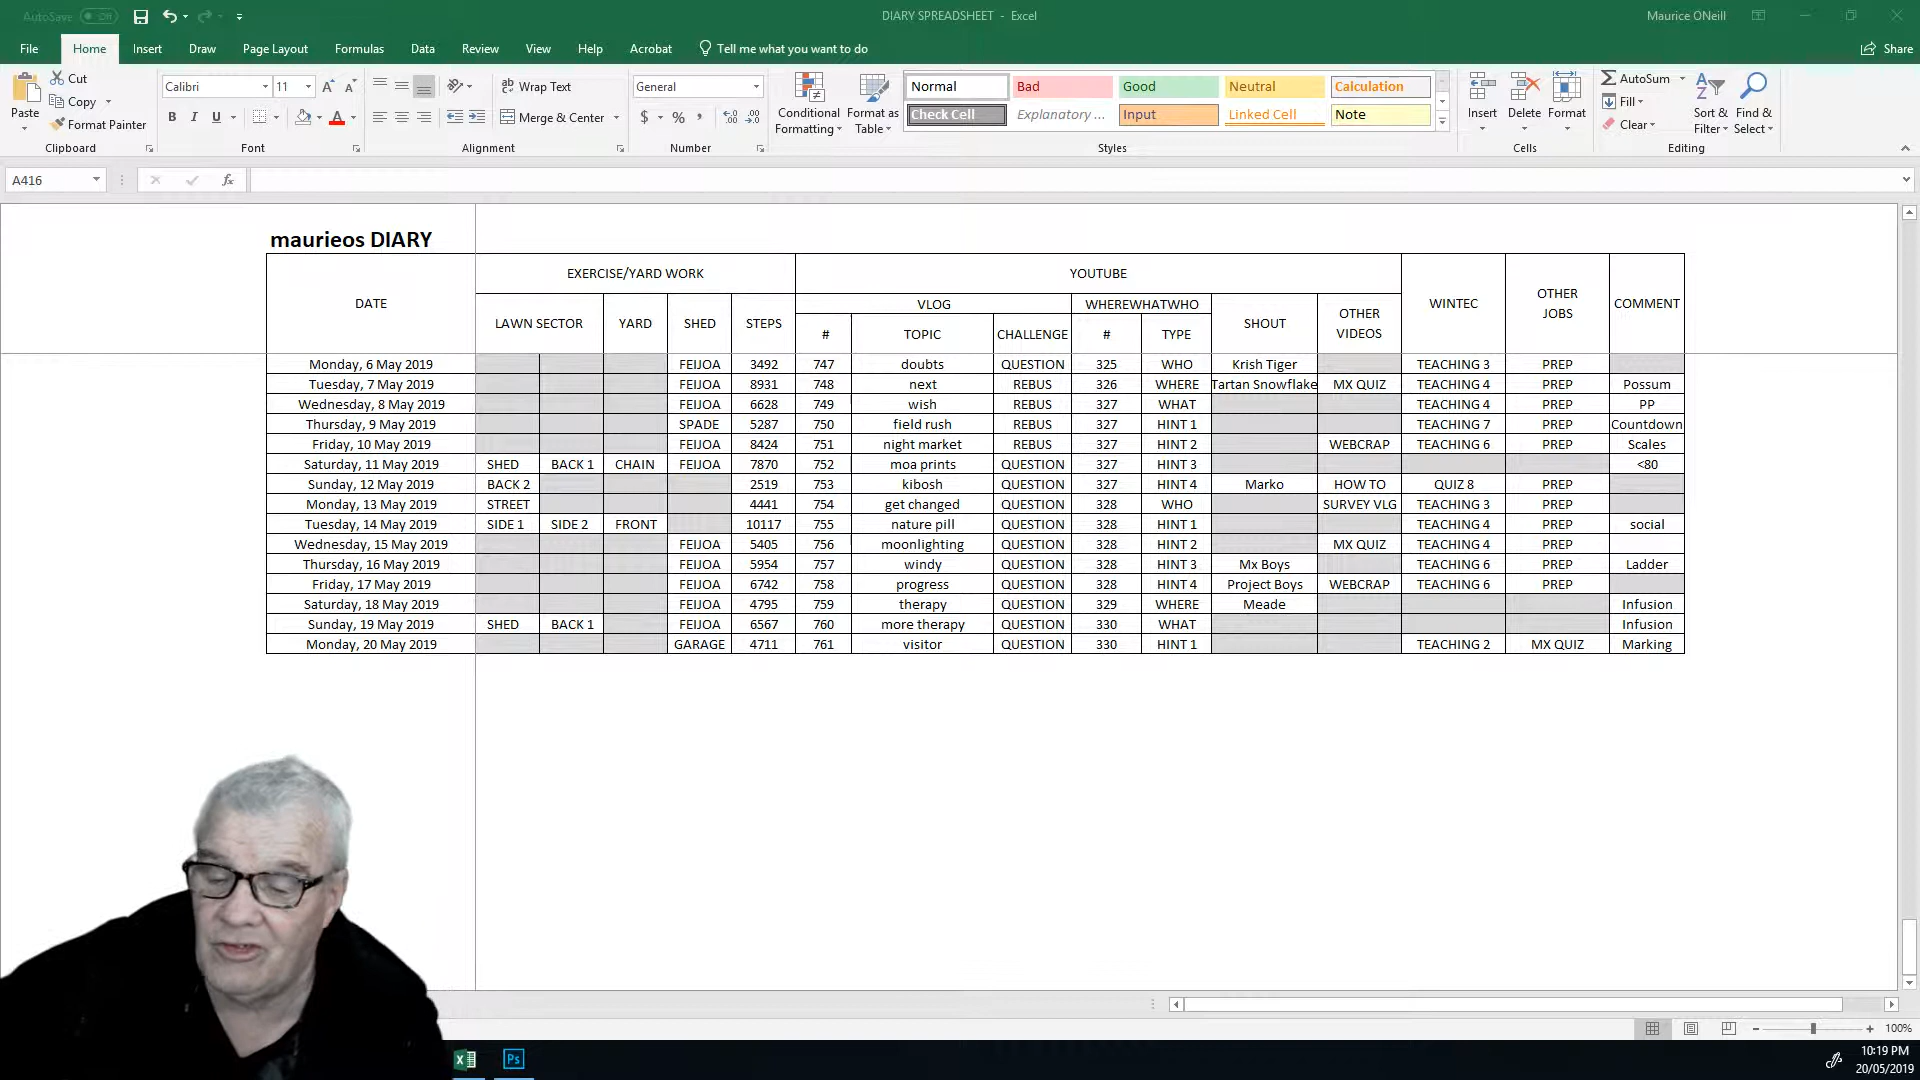 AutoSave Off
DIARY SPREADSHEET - Excel
Maurice ONeill
File Home Insert Draw Page Layout Formulas Data Review View Help Acrobat Tell me what you want to do Share
Paste
Cut
Copy
Format Painter
Clipboard
Calibri 11
B I U
Font
Wrap Text
Merge & Center
Alignment
General
$ %
Number
Conditional Formatting
Format as Table
Normal Bad Good Neutral Calculation
Check Cell Explanatory ... Input Linked Cell Note
Styles
Insert Delete Format
Cells
AutoSum
Fill
Clear
Sort & Filter
Find & Select
Editing
A416
fx
maurieos DIARY
DATE EXERCISE/YARD WORK YOUTUBE WINTEC OTHER JOBS COMMENT
LAWN SECTOR YARD SHED STEPS VLOG WHEREWHATWHO SHOUT OTHER VIDEOS
# TOPIC CHALLENGE # TYPE
Monday, 6 May 2019 FEIJOA 3492 747 doubts QUESTION 325 WHO Krish Tiger TEACHING 3 PREP
Tuesday, 7 May 2019 FEIJOA 8931 748 next REBUS 326 WHERE Tartan Snowflake MX QUIZ TEACHING 4 PREP Possum
Wednesday, 8 May 2019 FEIJOA 6628 749 wish REBUS 327 WHAT TEACHING 4 PREP PP
Thursday, 9 May 2019 SPADE 5287 750 field rush REBUS 327 HINT 1 TEACHING 7 PREP Countdown
Friday, 10 May 2019 FEIJOA 8424 751 night market REBUS 327 HINT 2 WEBCRAP TEACHING 6 PREP Scales
Saturday, 11 May 2019 SHED BACK 1 CHAIN FEIJOA 7870 752 moa prints QUESTION 327 HINT 3 <80
Sunday, 12 May 2019 BACK 2 2519 753 kibosh QUESTION 327 HINT 4 Marko HOW TO QUIZ 8 PREP
Monday, 13 May 2019 STREET 4441 754 get changed QUESTION 328 WHO SURVEY VLG TEACHING 3 PREP
Tuesday, 14 May 2019 SIDE 1 SIDE 2 FRONT 10117 755 nature pill QUESTION 328 HINT 1 TEACHING 4 PREP social
Wednesday, 15 May 2019 FEIJOA 5405 756 moonlighting QUESTION 328 HINT 2 MX QUIZ TEACHING 4 PREP
Thursday, 16 May 2019 FEIJOA 5954 757 windy QUESTION 328 HINT 3 Mx Boys TEACHING 6 PREP Ladder
Friday, 17 May 2019 FEIJOA 6742 758 progress QUESTION 328 HINT 4 Project Boys WEBCRAP TEACHING 6 PREP
Saturday, 18 May 2019 FEIJOA 4795 759 therapy QUESTION 329 WHERE Meade Infusion
Sunday, 19 May 2019 SHED BACK 1 FEIJOA 6567 760 more therapy QUESTION 330 WHAT Infusion
Monday, 20 May 2019 GARAGE 4711 761 visitor QUESTION 330 HINT 1 TEACHING 2 MX QUIZ Marking
100%
Ps
10:19 PM
20/05/2019